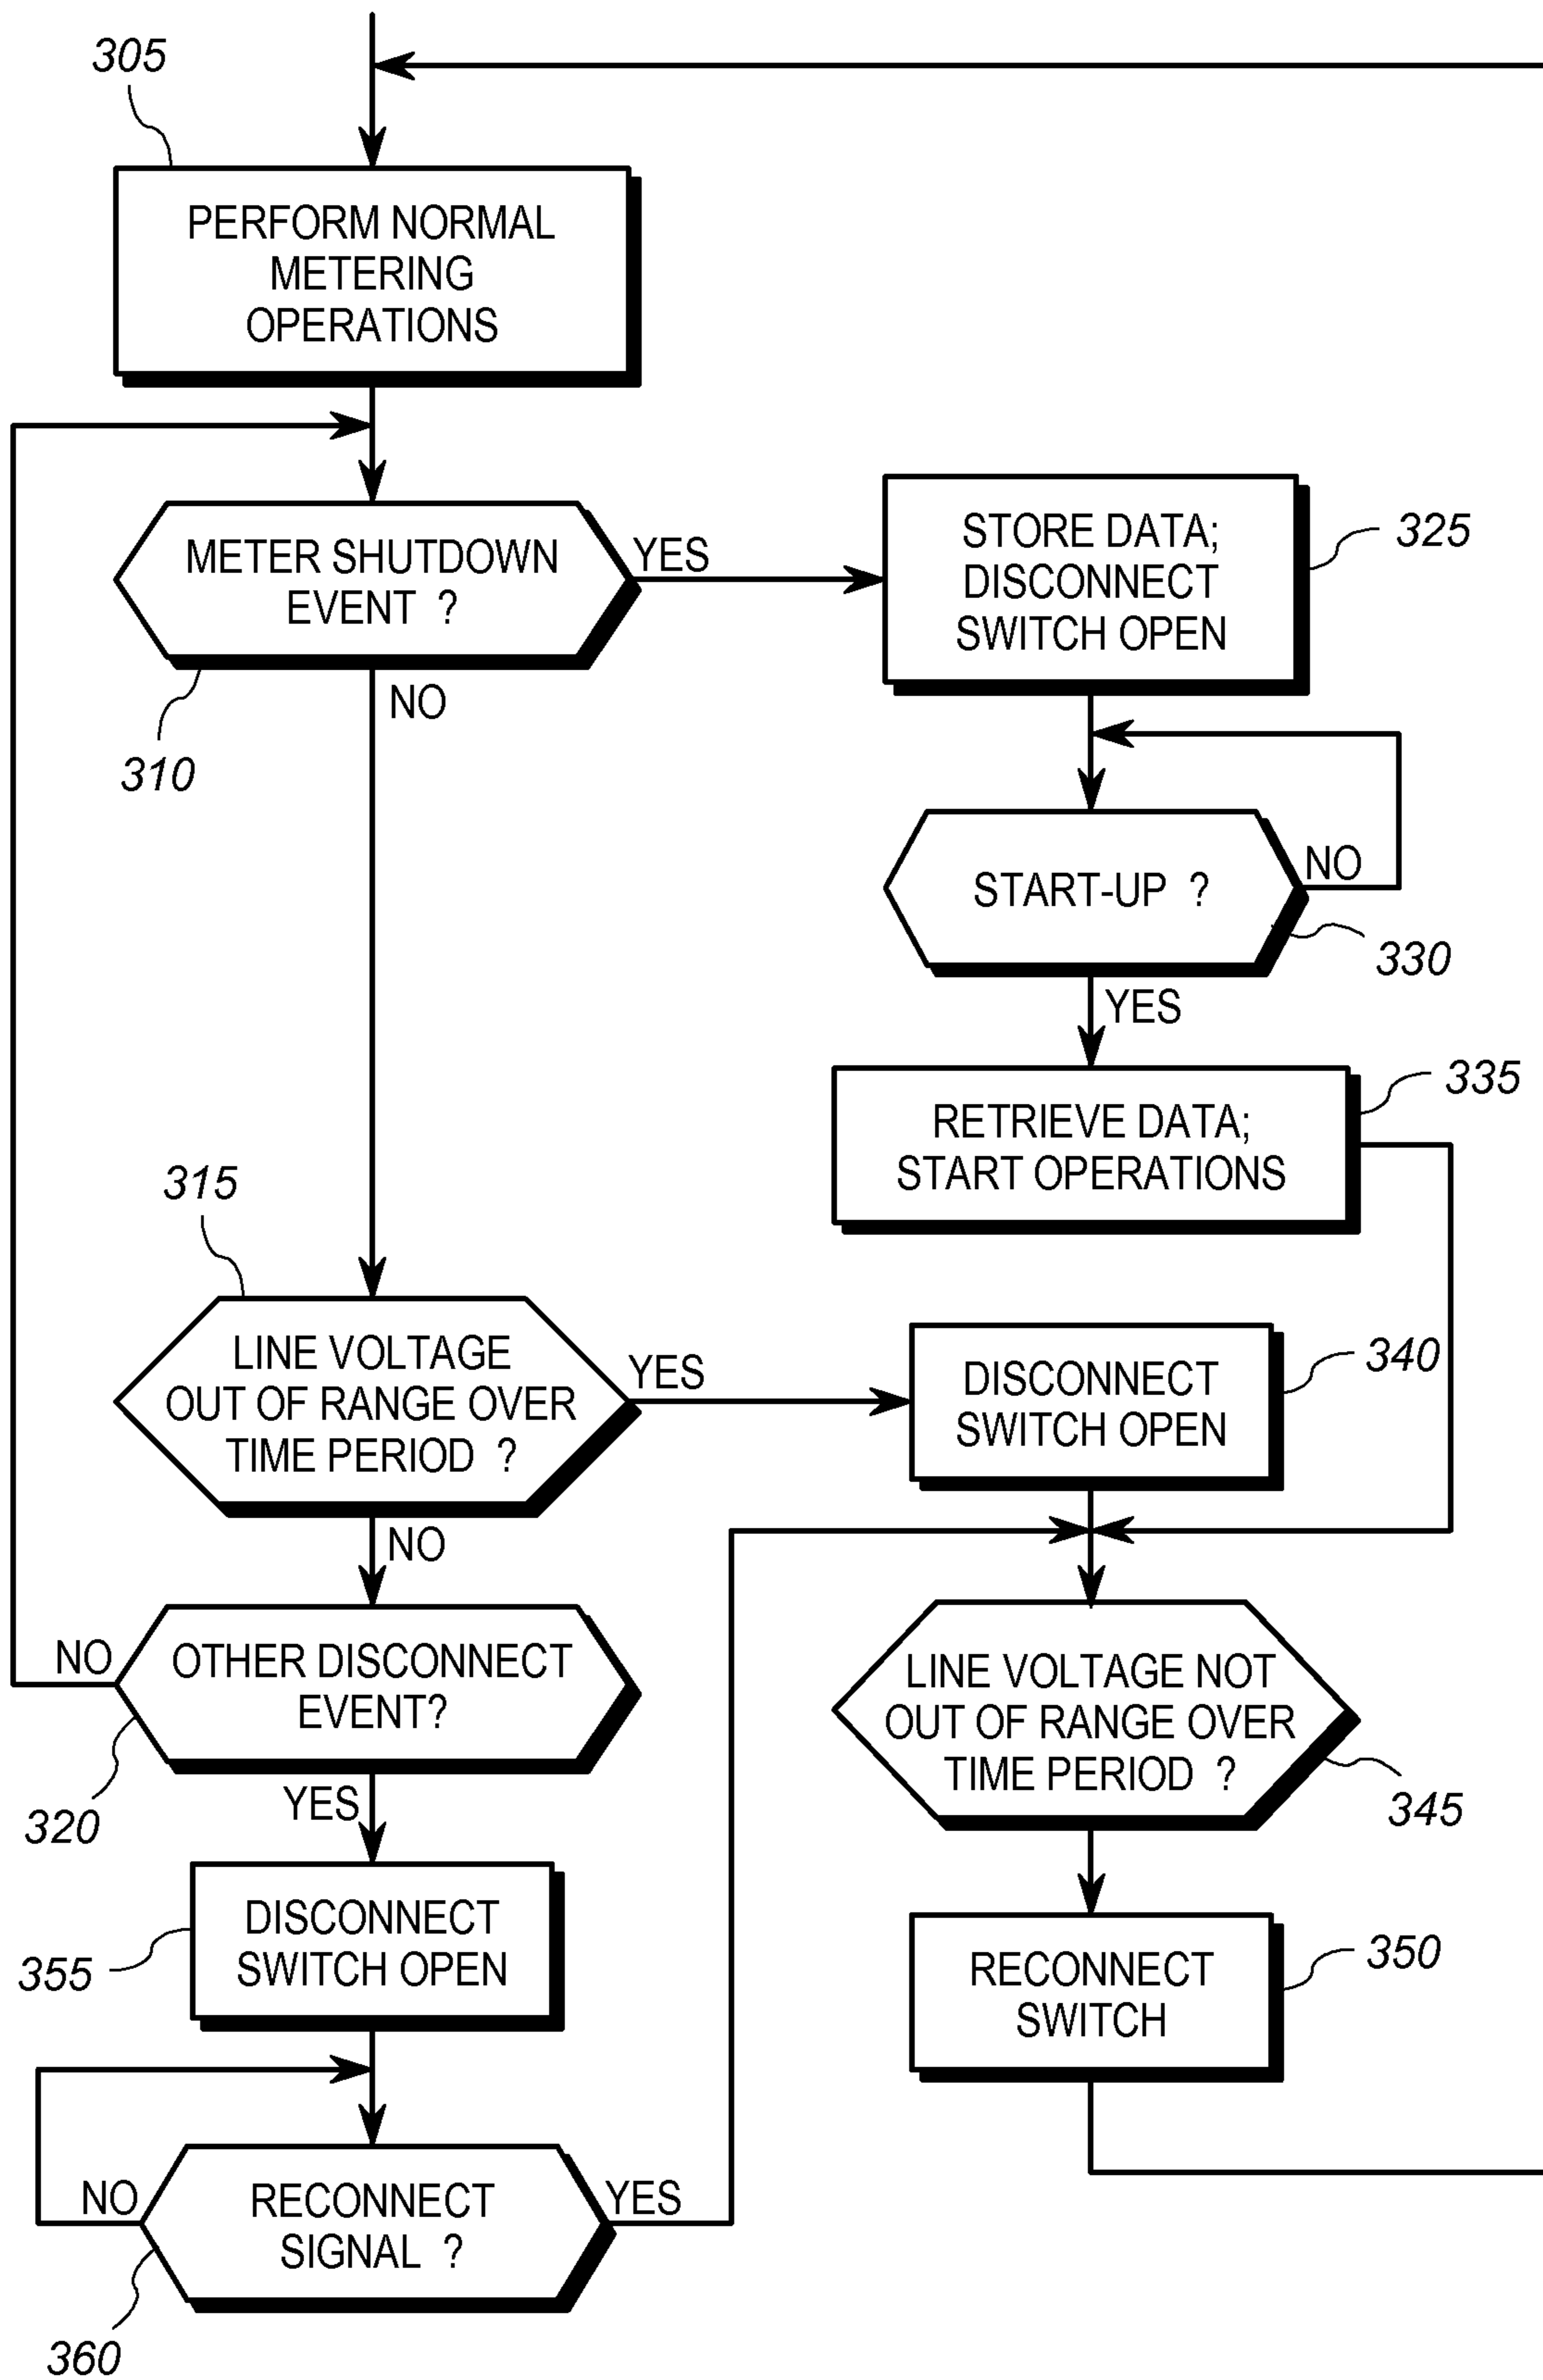 305
PERFORM NORMAL
METERING
OPERATIONS
METER SHUTDOWN
EVENT ?
YES
NO
310
STORE DATA;
DISCONNECT
SWITCH OPEN
325
START-UP ?
NO
330
YES
RETRIEVE DATA;
START OPERATIONS
335
315
LINE VOLTAGE
OUT OF RANGE OVER
TIME PERIOD ?
YES
NO
DISCONNECT
SWITCH OPEN
340
OTHER DISCONNECT
EVENT?
NO
320
YES
LINE VOLTAGE NOT
OUT OF RANGE OVER
TIME PERIOD ?
345
DISCONNECT
SWITCH OPEN
355
RECONNECT
SWITCH
350
RECONNECT
SIGNAL ?
NO
YES
360